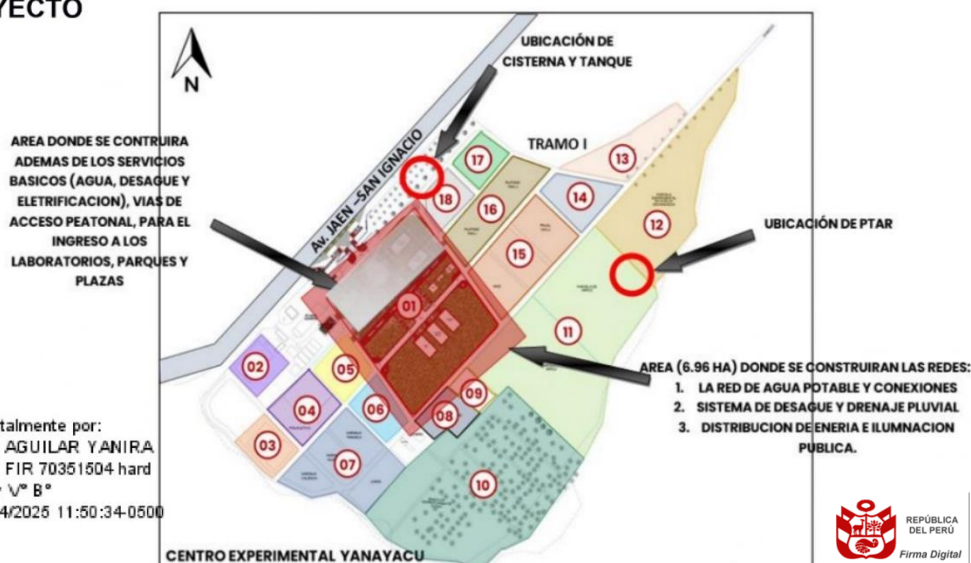 YECTO
UBICACIÓN DE
CISTERNA Y TANQUE
N
AREA DONDE SE CONTRUIRA
ADEMAS DE LOS SERVICIOS
BASICOS (AGUA, DESAGUE Y
ELETRIFICACION), VIAS DE
ACCESO PEATONAL, PARA EL
INGRESO A LOS
LABORATORIOS, PARQUES Y
PLAZAS
Av. JAEN –SAN IGNACIO
TRAMO I
17
13
18
16
14
12
UBICACIÓN DE PTAR
15
01
11
02
05
04
06
09
08
03
07
10
AREA (6.96 HA) DONDE SE CONSTRUIRAN LAS REDES:
1. LA RED DE AGUA POTABLE Y CONEXIONES
2. SISTEMA DE DESAGUE Y DRENAJE PLUVIAL
3. DISTRIBUCION DE ENERIA E ILUMNACION
PUBLICA.
talmente por:
AGUILAR YANIRA
FIR 70351504 hard
V° B°
4/2025 11:50:34-0500
CENTRO EXPERIMENTAL YANAYACU
REPÚBLICA
DEL PERÚ
Firma Digital